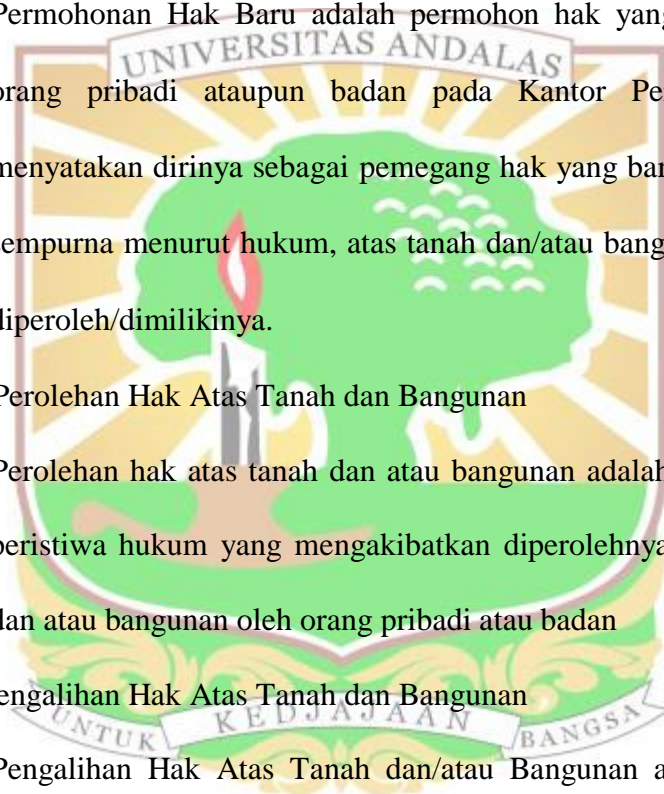 Permohonan Hak Baru adalah permohon hak yang
UNIVERSITAS ANDALAS
orang pribadi ataupun badan pada Kantor
menyatakan dirinya sebagai pemegang hak yang
sempurna menurut hukum, atas tanah dan/atau
diperoleh/dimilikinya.
Perolehan Hak Atas Tanah dan Bangunan
Perolehan hak atas tanah dan atau bangunan adalah
peristiwa hukum yang mengakibatkan diperolehnya
dan atau bangunan oleh orang pribadi atau badan
engalihan Hak Atas Tanah dan Bangunan
UNTUK KEDJAJAAN BANGSA
Pengalihan Hak Atas Tanah dan/atau Bangunan